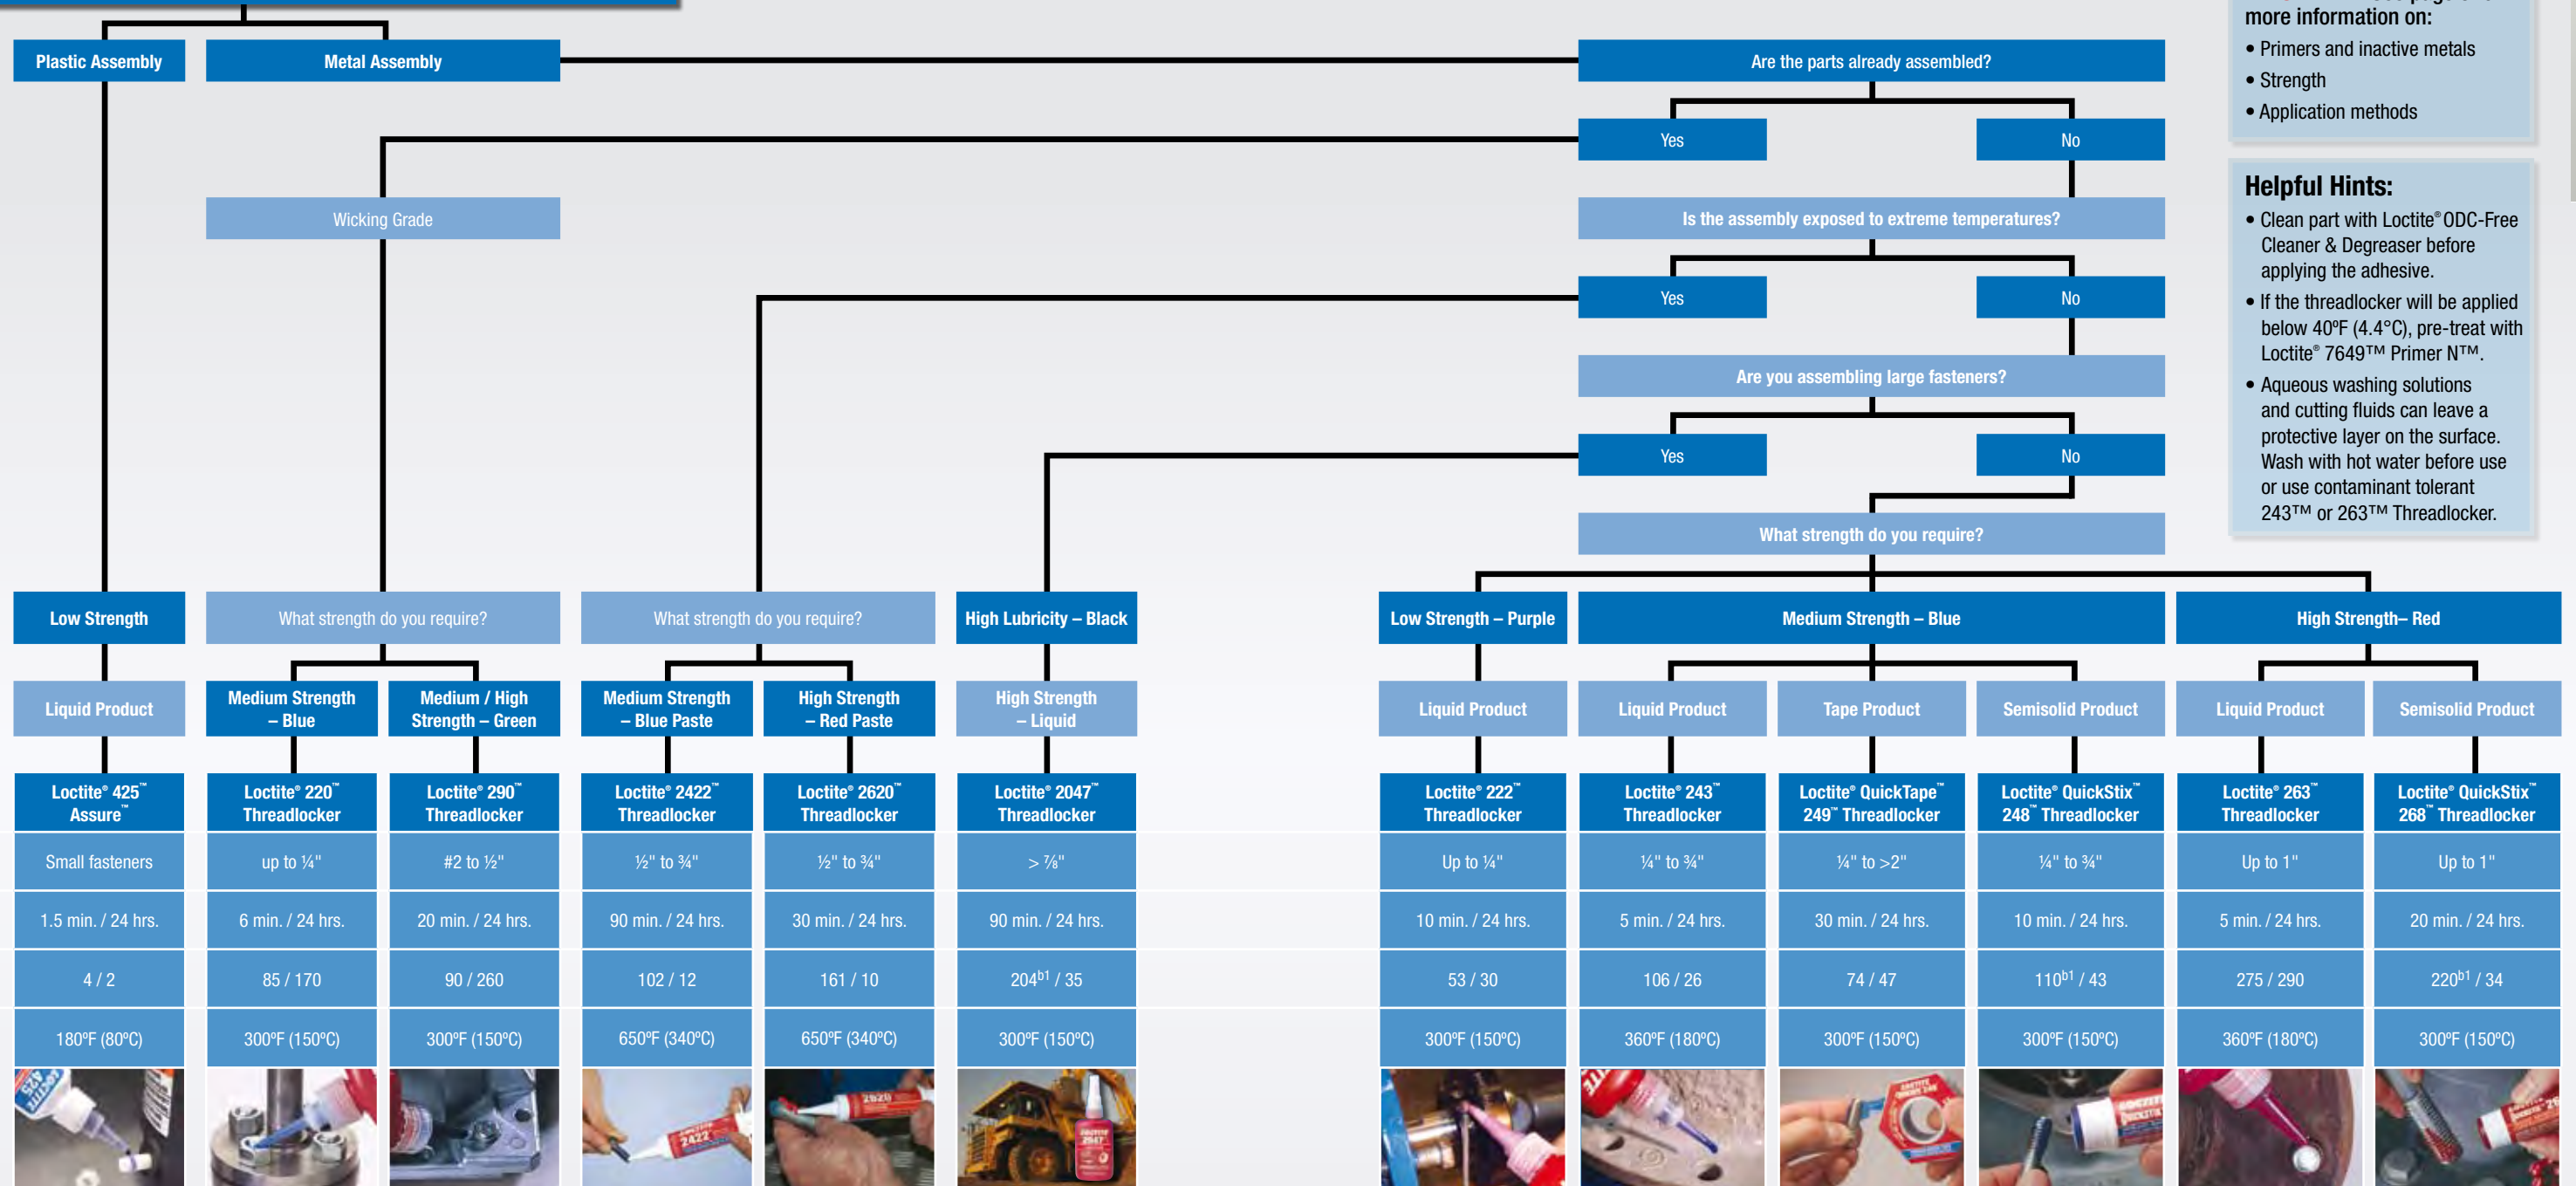 more information on:
• Primers and inactive metals
• Strength
• Application methods
Plastic Assembly
Metal Assembly
Are the parts already assembled?
Yes
No
Wicking Grade
Is the assembly exposed to extreme temperatures?
Yes
No
Are you assembling large fasteners?
Yes
No
What strength do you require?
Helpful Hints:
• Clean part with Loctite® ODC-Free
Cleaner & Degreaser before
applying the adhesive.
• If the threadlocker will be applied
below 40ºF (4.4°C), pre-treat with
Loctite® 7649™ Primer N™.
• Aqueous washing solutions
and cutting fluids can leave a
protective layer on the surface.
Wash with hot water before use
or use contaminant tolerant
243™ or 263™ Threadlocker.
Low Strength
What strength do you require?
What strength do you require?
High Lubricity – Black
Low Strength – Purple
Medium Strength – Blue
High Strength– Red
Liquid Product
Medium Strength
– Blue
Medium / High
Strength – Green
Medium Strength
– Blue Paste
High Strength
– Red Paste
High Strength
– Liquid
Liquid Product
Liquid Product
Tape Product
Semisolid Product
Liquid Product
Semisolid Product
Loctite® 425™
Assure™
Loctite® 220™
Threadlocker
Loctite® 290™
Threadlocker
Loctite® 2422™
Threadlocker
Loctite® 2620™
Threadlocker
Loctite® 2047™
Threadlocker
Loctite® 222™
Threadlocker
Loctite® 243™
Threadlocker
Loctite® QuickTape™
249™ Threadlocker
Loctite® QuickStix™
248™ Threadlocker
Loctite® 263™
Threadlocker
Loctite® QuickStix™
268™ Threadlocker
Small fasteners
up to ¼"
#2 to ½"
½" to ¾"
½" to ¾"
> ⅞"
Up to ¼"
¼" to ¾"
¼" to >2"
¼" to ¾"
Up to 1"
Up to 1"
1.5 min. / 24 hrs.
6 min. / 24 hrs.
20 min. / 24 hrs.
90 min. / 24 hrs.
30 min. / 24 hrs.
90 min. / 24 hrs.
10 min. / 24 hrs.
5 min. / 24 hrs.
30 min. / 24 hrs.
10 min. / 24 hrs.
5 min. / 24 hrs.
20 min. / 24 hrs.
4 / 2
85 / 170
90 / 260
102 / 12
161 / 10
204b1 / 35
53 / 30
106 / 26
74 / 47
110b1 / 43
275 / 290
220b1 / 34
180ºF (80ºC)
300ºF (150ºC)
300ºF (150ºC)
650ºF (340ºC)
650ºF (340ºC)
300ºF (150ºC)
300ºF (150ºC)
360ºF (180ºC)
300ºF (150ºC)
300ºF (150ºC)
360ºF (180ºC)
300ºF (150ºC)
LOCTITE
425
2422
2620
2047